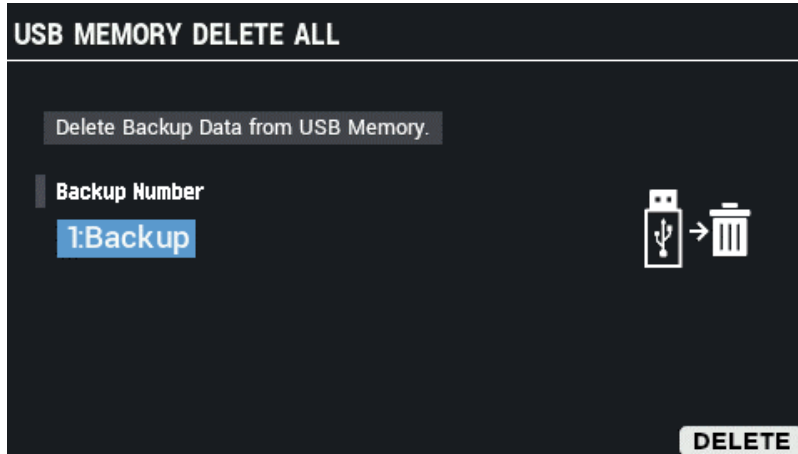 USB MEMORY DELETE ALL
Delete Backup Data from USB Memory.
Backup Number
1:Backup
DELETE